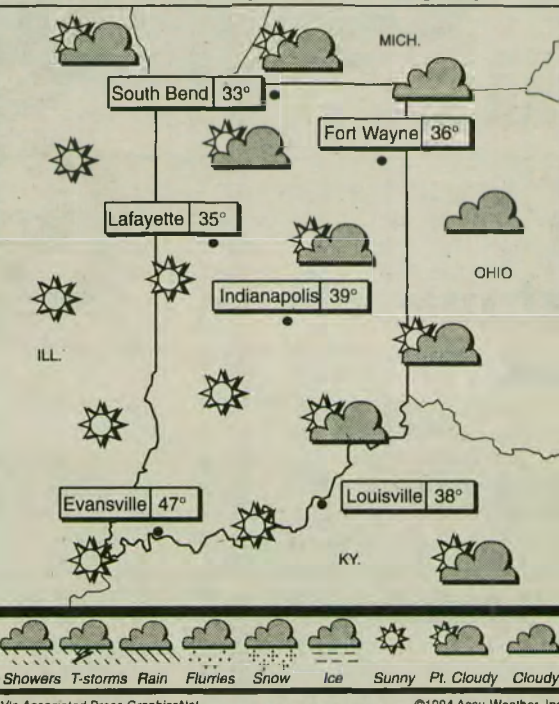 MICH.
South Bend 33°
Fort Wayne 36°
Lafayette 35°
OHIO
Indianapolis 39°
ILL.
Evansville 47°
Louisville 38°
KY.
Showers T-storms Rain Flurries Snow Ice Sunny Pt. Cloudy Cloudy
Via Associated Press GraphicsNet ©1994 Accu-Weather, Inc